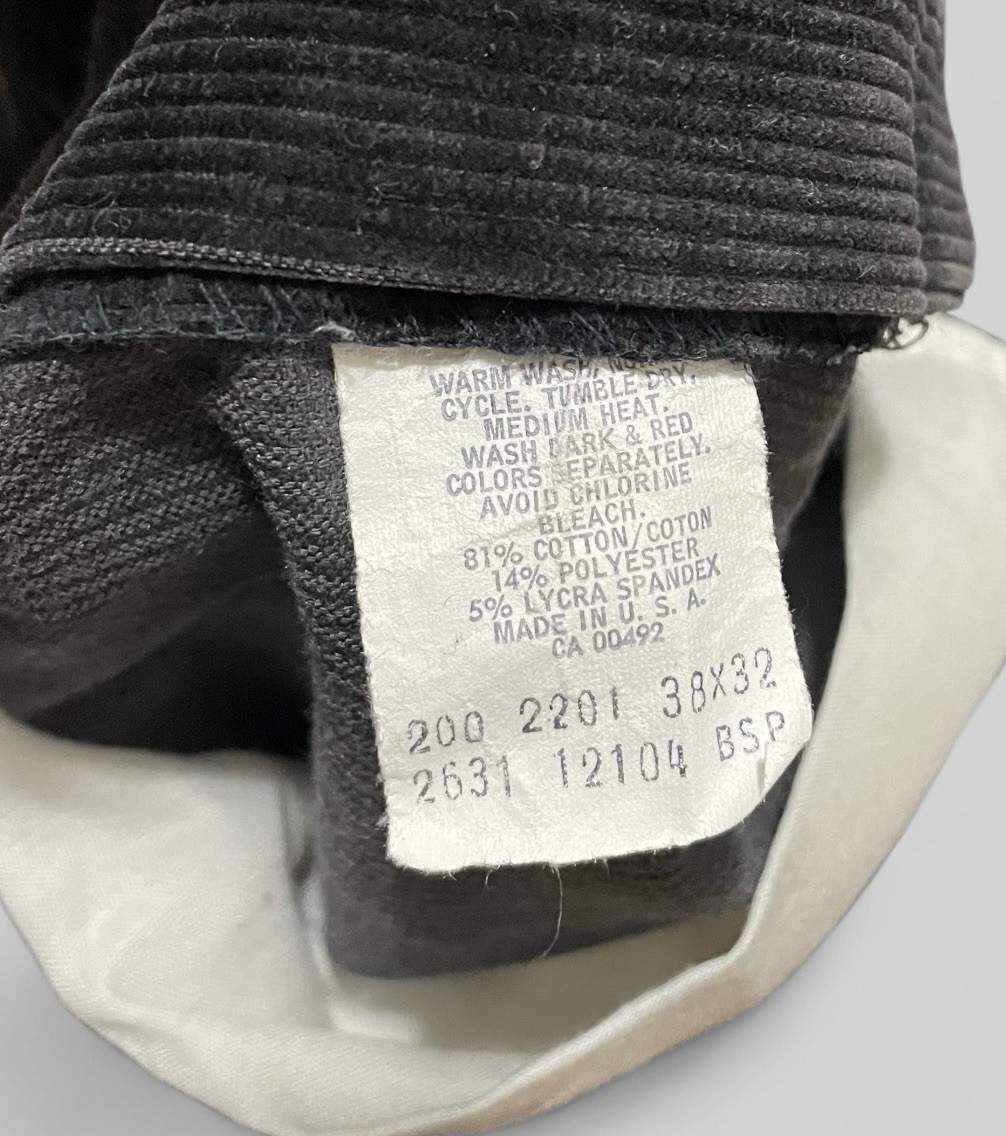 WARM WASH,
CYCLE. TUMBLE DRY,
MEDIUM HEAT.
WASH DARK & RED
COLORS SEPARATELY.
AVOID CHLORINE
BLEACH.
81% COTTON/COTON
14% POLYESTER
5% LYCRA SPANDEX
MADE IN U. S. A.
CA 00492
200 2201 38X32
2631 12104 BSP